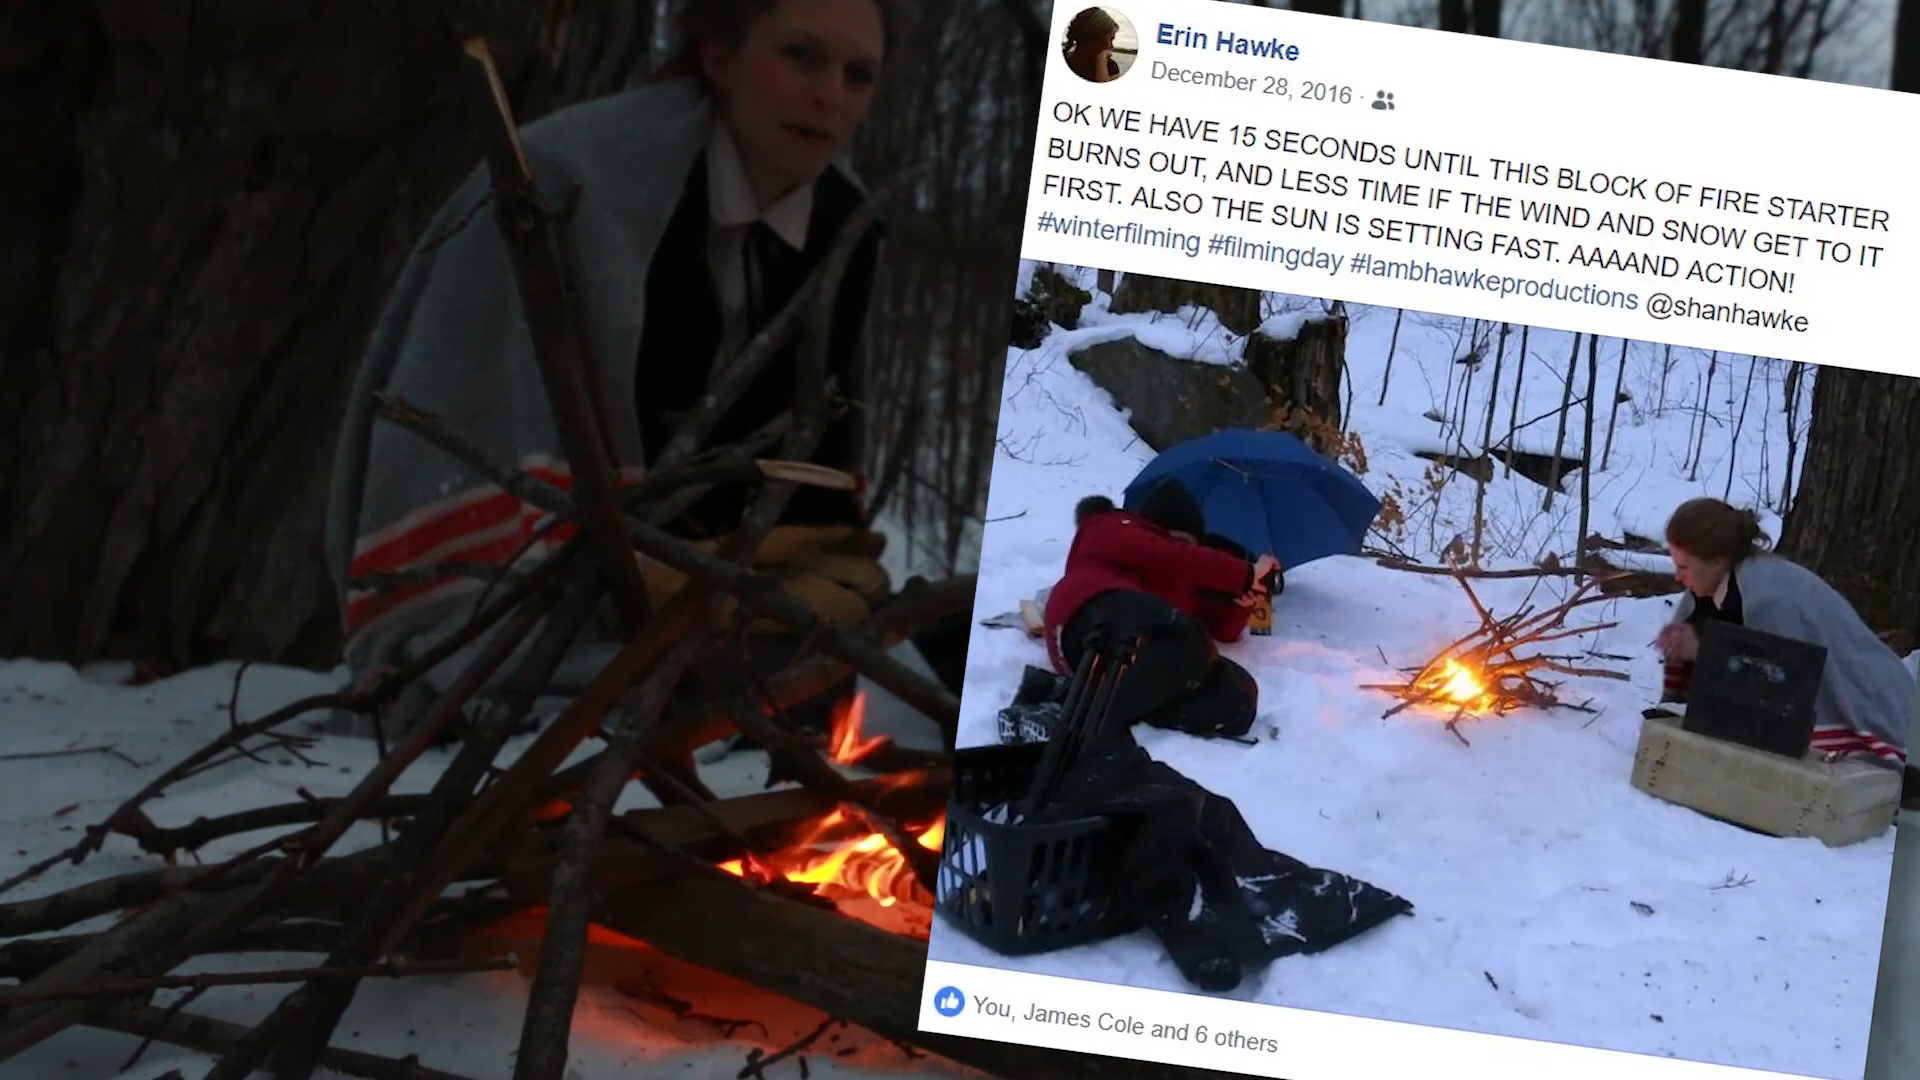 Erin Hawke
December 28, 2016 ·
OK WE HAVE 15 SECONDS UNTIL THIS BLOCK OF FIRE STARTER
BURNS OUT, AND LESS TIME IF THE WIND AND SNOW GET TO IT
FIRST. ALSO THE SUN IS SETTING FAST. AAAAND ACTION!
#winterfilming #filmingday #lambhawkeproductions @shanhawke
You, James Cole and 6 others